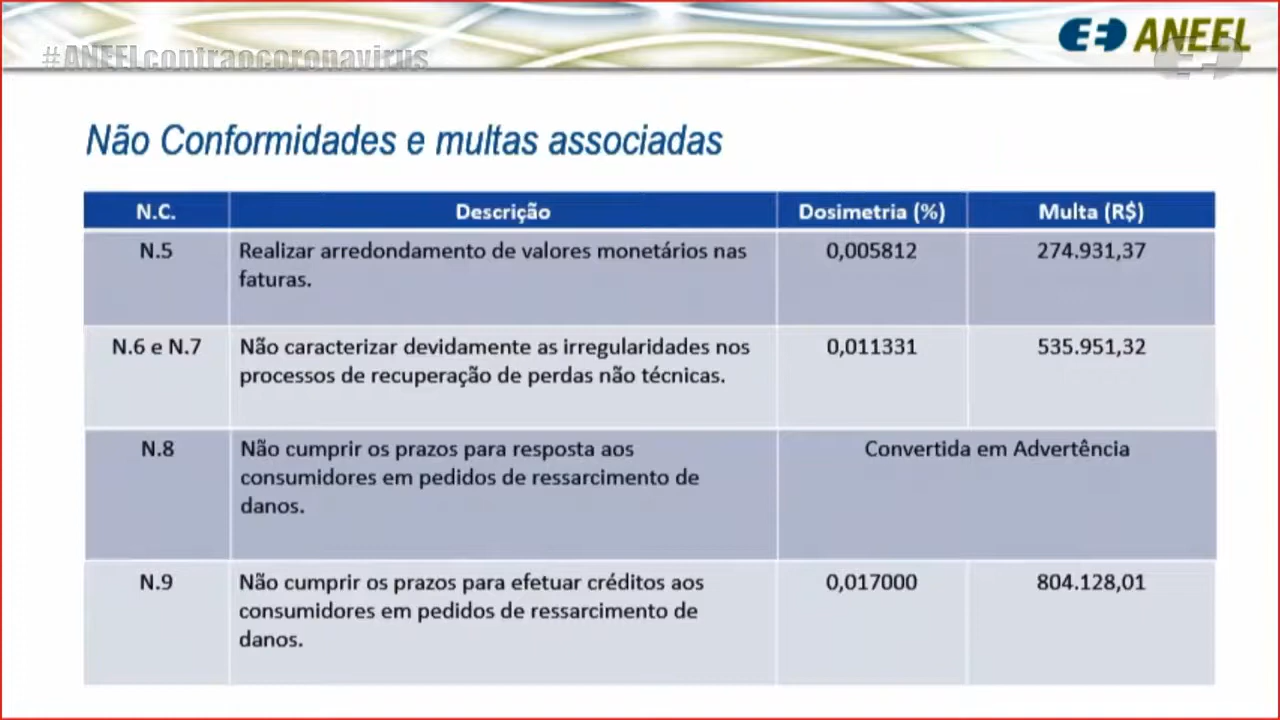 #ANEELcontraocoronavirus
ANEEL
Não Conformidades e multas associadas
N.C. Descrição Dosimetria (%) Multa (R$)
N.5 Realizar arredondamento de valores monetários nas 0,005812 274.931,37
faturas.
N.6 e N.7 Não caracterizar devidamente as irregularidades nos 0,011331 535.951,32
processos de recuperação de perdas não técnicas.
N.8 Não cumprir os prazos para resposta aos Convertida em Advertência
consumidores em pedidos de ressarcimento de
danos.
N.9 Não cumprir os prazos para efetuar créditos aos 0,017000 804.128,01
consumidores em pedidos de ressarcimento de
danos.